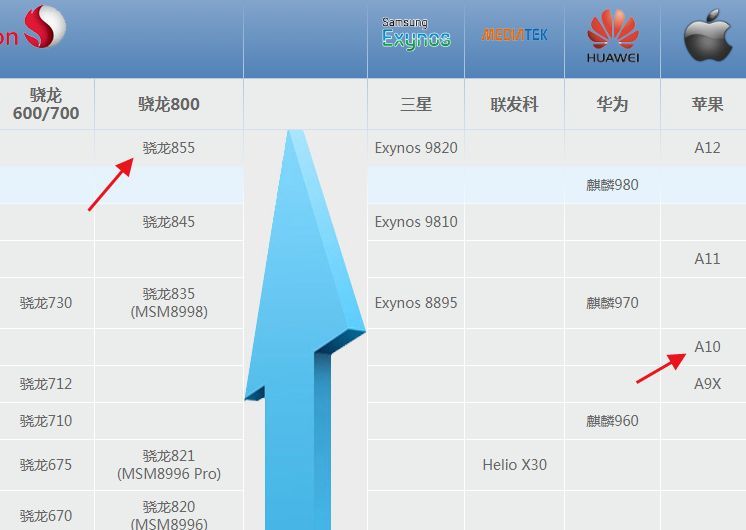 on
Samsung
Exynos
MEDIATEK
HUAWEI
骁龙
600/700
骁龙800
三星
联发科
华为
苹果
骁龙855
Exynos 9820
A12
麒麟980
骁龙845
Exynos 9810
A11
骁龙730
骁龙835
(MSM8998)
Exynos 8895
麒麟970
A10
骁龙712
A9X
骁龙710
麒麟960
骁龙675
骁龙821
(MSM8996 Pro)
Helio X30
骁龙670
骁龙820
(MSM8996)